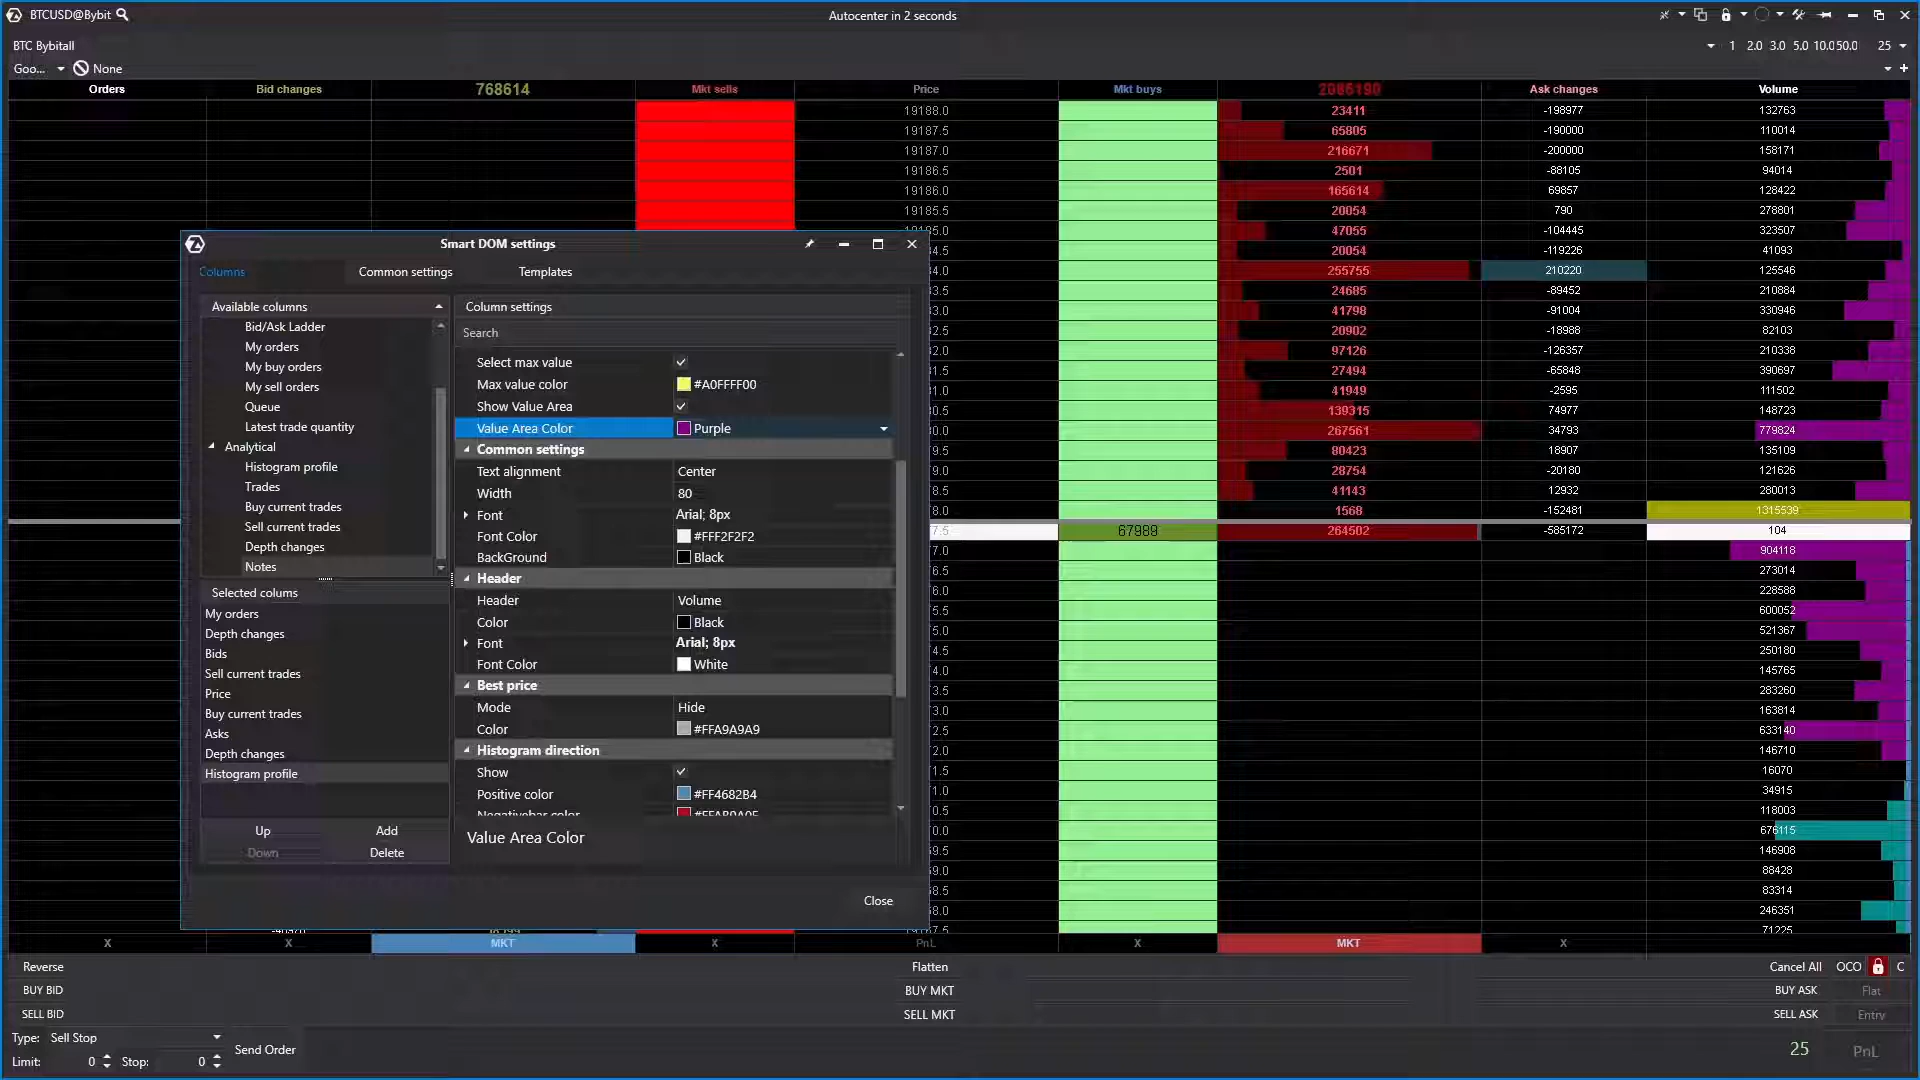 BTCUSD@Bybit
Autocenter in 2 seconds
BTC Bybitall
1 2.0 3.0 5.0 10.0 50.0 25
Goo... None
Orders Bid changes 768614 Mkt sells Price Mkt buys 2085190 Ask changes Volume
19188.0 23411 -198977 132763
19187.5 65805 -190000 110014
19187.0 216671 -200000 158171
19186.5 2501 -88105 94014
19186.0 165614 69857 128422
19185.5 20054 790 278801
47055 -104445 323507
20054 -119226 41093
255755 210220 125546
24685 -89452 210884
41798 -91004 330946
20902 -18988 82103
97126 -126357 210338
27494 -65848 390697
41949 -2595 111502
139315 74977 148723
267561 34793 779824
80423 18907 135109
28754 -20180 121626
41143 12932 280013
1568 -152481 1315539
67989 264502 -585172 104
904118
273014
228588
600052
521367
250180
145765
283260
163814
633140
146710
16070
34915
118003
676115
146908
88428
83314
246351
71225
Smart DOM settings
Columns Common settings Templates
Available columns
Bid/Ask Ladder
My orders
My buy orders
My sell orders
Queue
Latest trade quantity
Analytical
Histogram profile
Trades
Buy current trades
Sell current trades
Depth changes
Notes
Selected colums
My orders
Depth changes
Bids
Sell current trades
Price
Buy current trades
Asks
Depth changes
Histogram profile
Up Add
Down Delete
Column settings
Search
Select max value
Max value color #A0FFFF00
Show Value Area
Value Area Color Purple
Common settings
Text alignment Center
Width 80
Font Arial; 8px
Font Color #FFF2F2F2
BackGround Black
Header
Header Volume
Color Black
Font Arial; 8px
Font Color White
Best price
Mode Hide
Color #FFA9A9A9
Histogram direction
Show
Positive color #FF4682B4
Value Area Color
Close
X X MKT X PnL X MKT X
Reverse Flatten Cancel All OCO C
BUY BID BUY MKT BUY ASK Flat
SELL BID SELL MKT SELL ASK Entry
Type: Sell Stop
Limit: 0 Stop: 0 Send Order
25 PnL